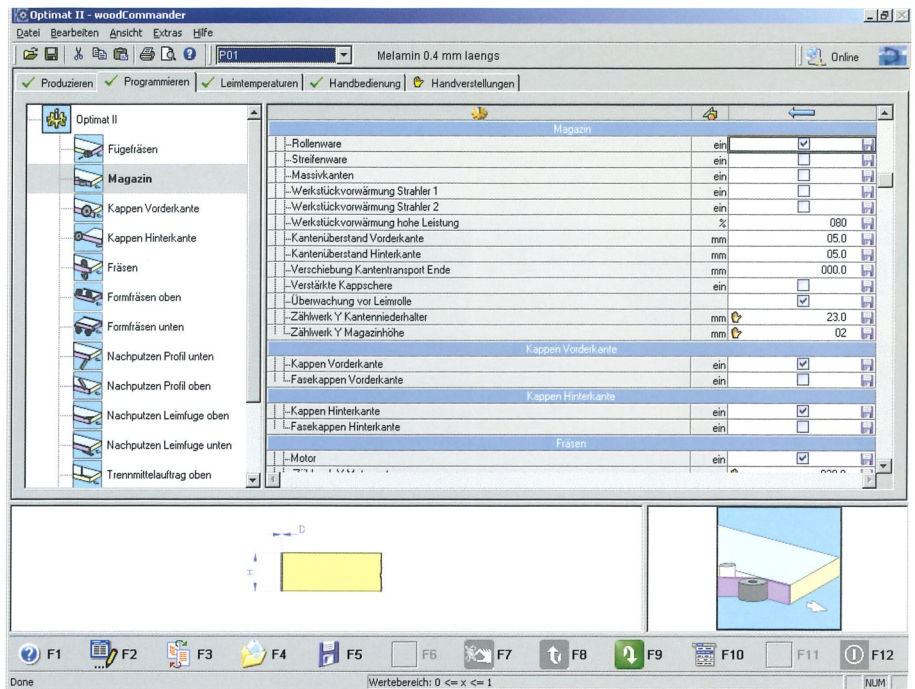 Optimat II - woodCommander
Datei Bearbeiten Ansicht Extras Hilfe
P01 Melamin 0.4 mm laengs Online
Produzieren Programmieren Leimtemperaturen Handbedienung Handverstellungen
Optimat II
Fügefräsen
Magazin
Kappen Vorderkante
Kappen Hinterkante
Fräsen
Formfräsen oben
Formfräsen unten
Nachputzen Profil unten
Nachputzen Profil oben
Nachputzen Leimfuge oben
Nachputzen Leimfuge unten
Trennmittelauftrag oben
Magazin
Rollenware ein
Streifenware ein
Massivkanten ein
Werkstückvorwärmung Strahler 1 ein
Werkstückvorwärmung Strahler 2 ein
Werkstückvorwärmung hohe Leistung % 080
Kantenüberstand Vorderkante mm 05.0
Kantenüberstand Hinterkante mm 05.0
Verschiebung Kantentransport Ende mm 000.0
Verstärkte Kappschere ein
Überwachung vor Leimrolle
Zählwerk Y Kantenniederhalter mm 23.0
Zählwerk Y Magazinhöhe mm 02
Kappen Vorderkante
Kappen Vorderkante ein
Fasekappen Vorderkante ein
Kappen Hinterkante
Kappen Hinterkante ein
Fasekappen Hinterkante ein
Fräsen
Motor ein
D
H
F1 F2 F3 F4 F5 F6 F7 F8 F9 F10 F11 F12
Done Wertebereich: 0 <= x <= 1 NUM